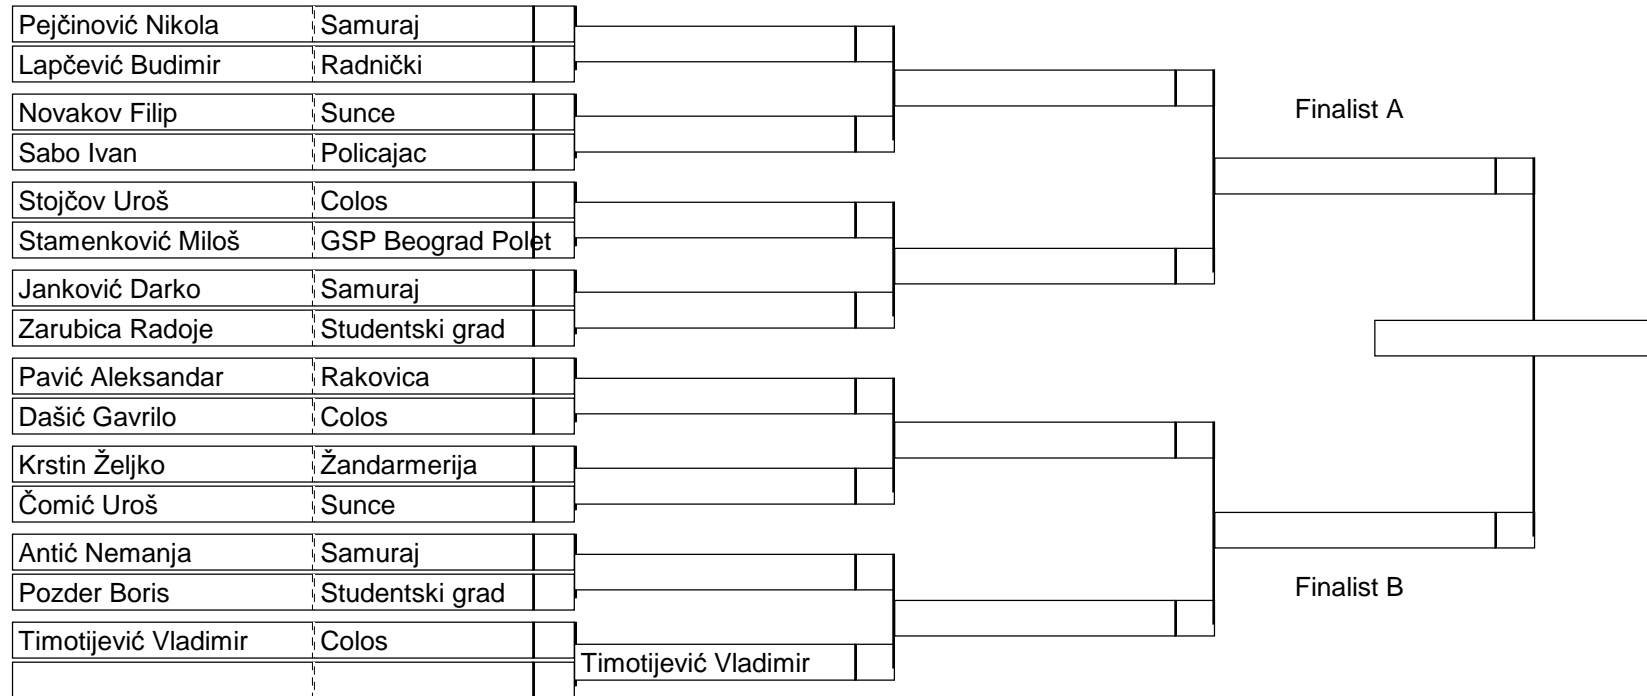 Pejčinović Nikola Samuraj
Lapčević Budimir Radnički
Novakov Filip Sunce
Finalist A
Sabo Ivan Policajac
Stojčov Uroš Colos
Stamenković Miloš GSP Beograd Polet
Janković Darko Samuraj
Zarubica Radoje Studentski grad
Pavić Aleksandar Rakovica
Dašić Gavrilo Colos
Krstin Željko Žandarmerija
Čomić Uroš Sunce
Antić Nemanja Samuraj
Pozder Boris Studentski grad
Finalist B
Timotijević Vladimir Colos
Timotijević Vladimir